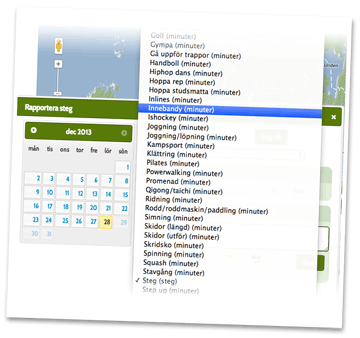 Golf (minuter)
Gympa (minuter)
Gå uppför trappor (minuter)
Handboll (minuter)
Hiphop dans (minuter)
Hoppa rep (minuter)
Hoppa studsmatta (minuter)
Inlines (minuter)
Innebandy (minuter)
Ishockey (minuter)
Joggning (minuter)
Joggning/löpning (minuter)
Kampsport (minuter)
Klättring (minuter)
Pilates (minuter)
Powerwalking (minuter)
Promenad (minuter)
Qigong/taichi (minuter)
Ridning (minuter)
Rodd/roddmaskin/paddling (minuter)
Simning (minuter)
Skidor (längd) (minuter)
Skidor (utför) (minuter)
Skridsko (minuter)
Spinning (minuter)
Squash (minuter)
Stavgång (minuter)
✓ Steg (steg)
Step up (minuter)
Rapportera steg
dec 2013
mån tis ons tor fre lör sön
1
2 3 4 5 6 7 8
9 10 11 12 13 14 15
16 17 18 19 20 21 22
23 24 25 26 27 28 29
30 31